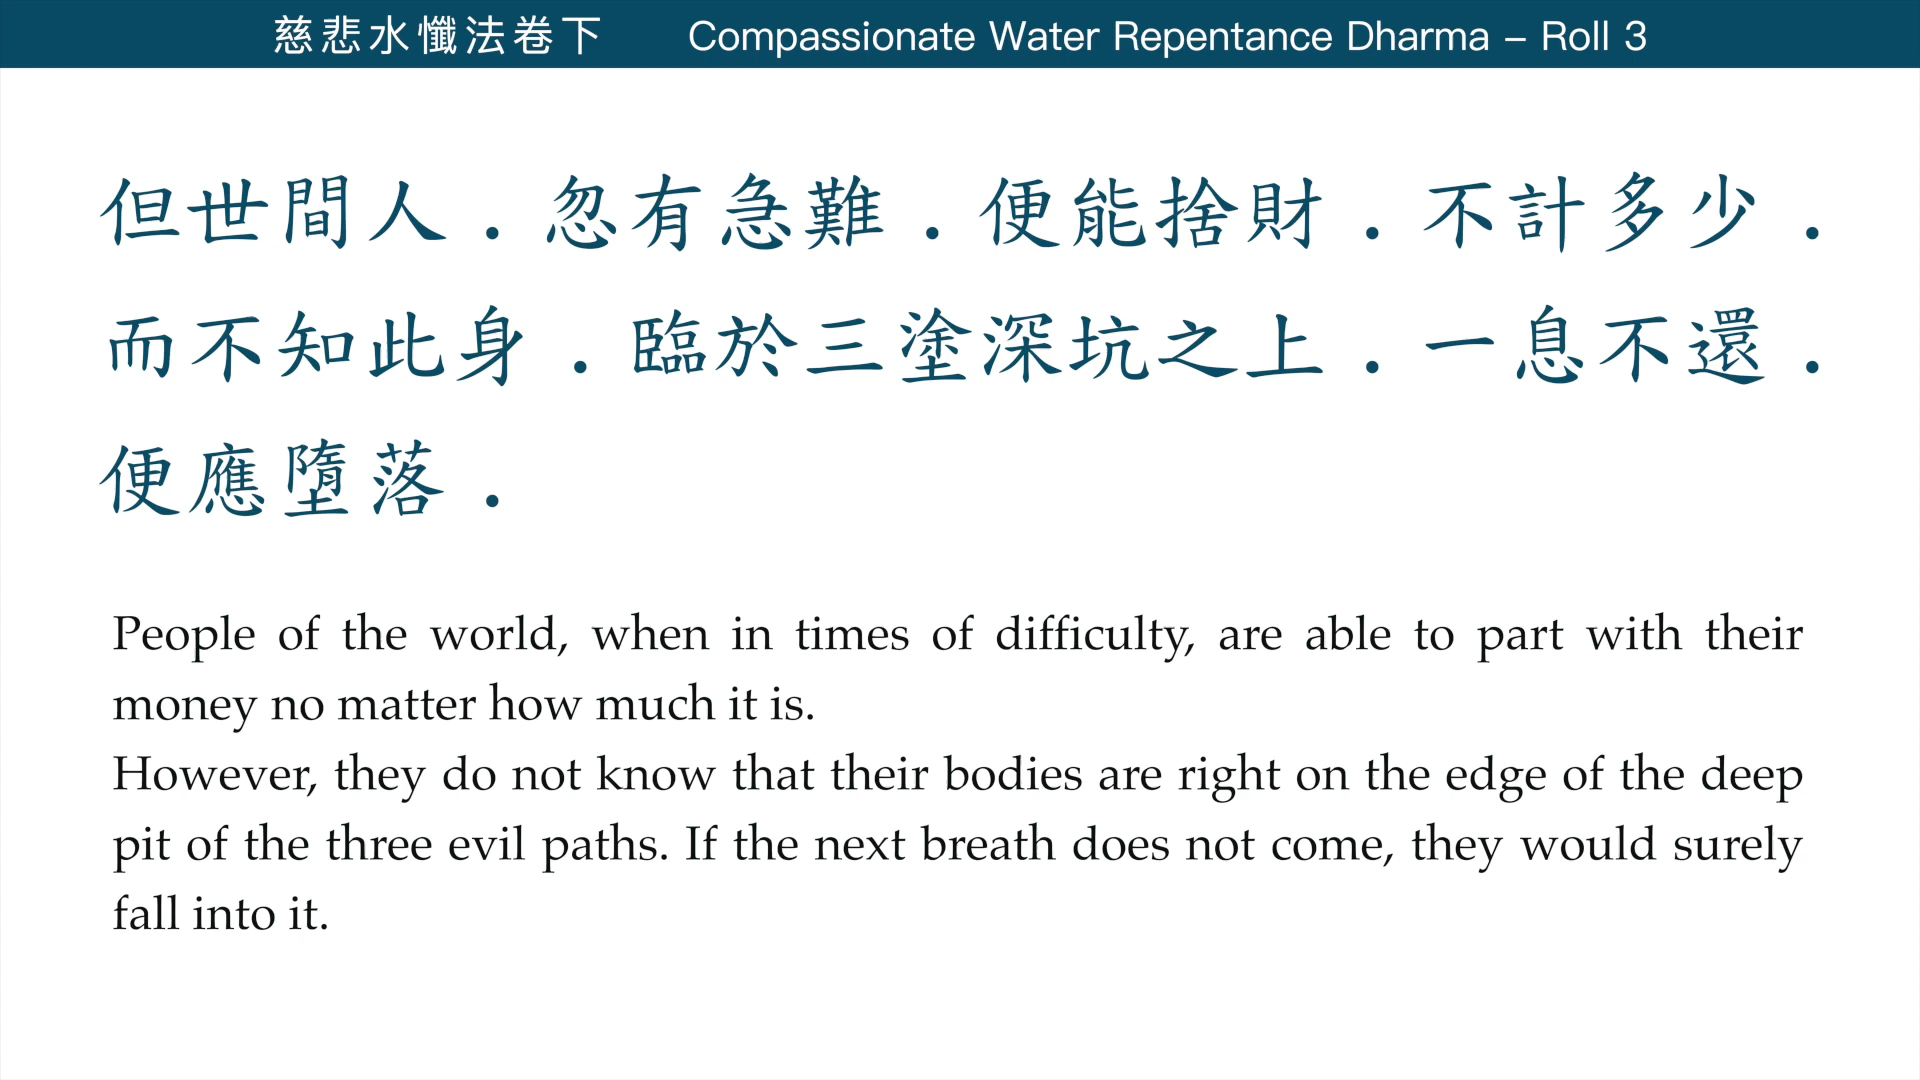 慈悲水懺法卷下 Compassionate Water Repentance Dharma – Roll 3
但世間人．忽有急難．便能捨財．不計多少．
而不知此身．臨於三塗深坑之上．一息不還．
便應墮落．
People of the world, when in times of difficulty, are able to part with their
money no matter how much it is.
However, they do not know that their bodies are right on the edge of the deep
pit of the three evil paths. If the next breath does not come, they would surely
fall into it.